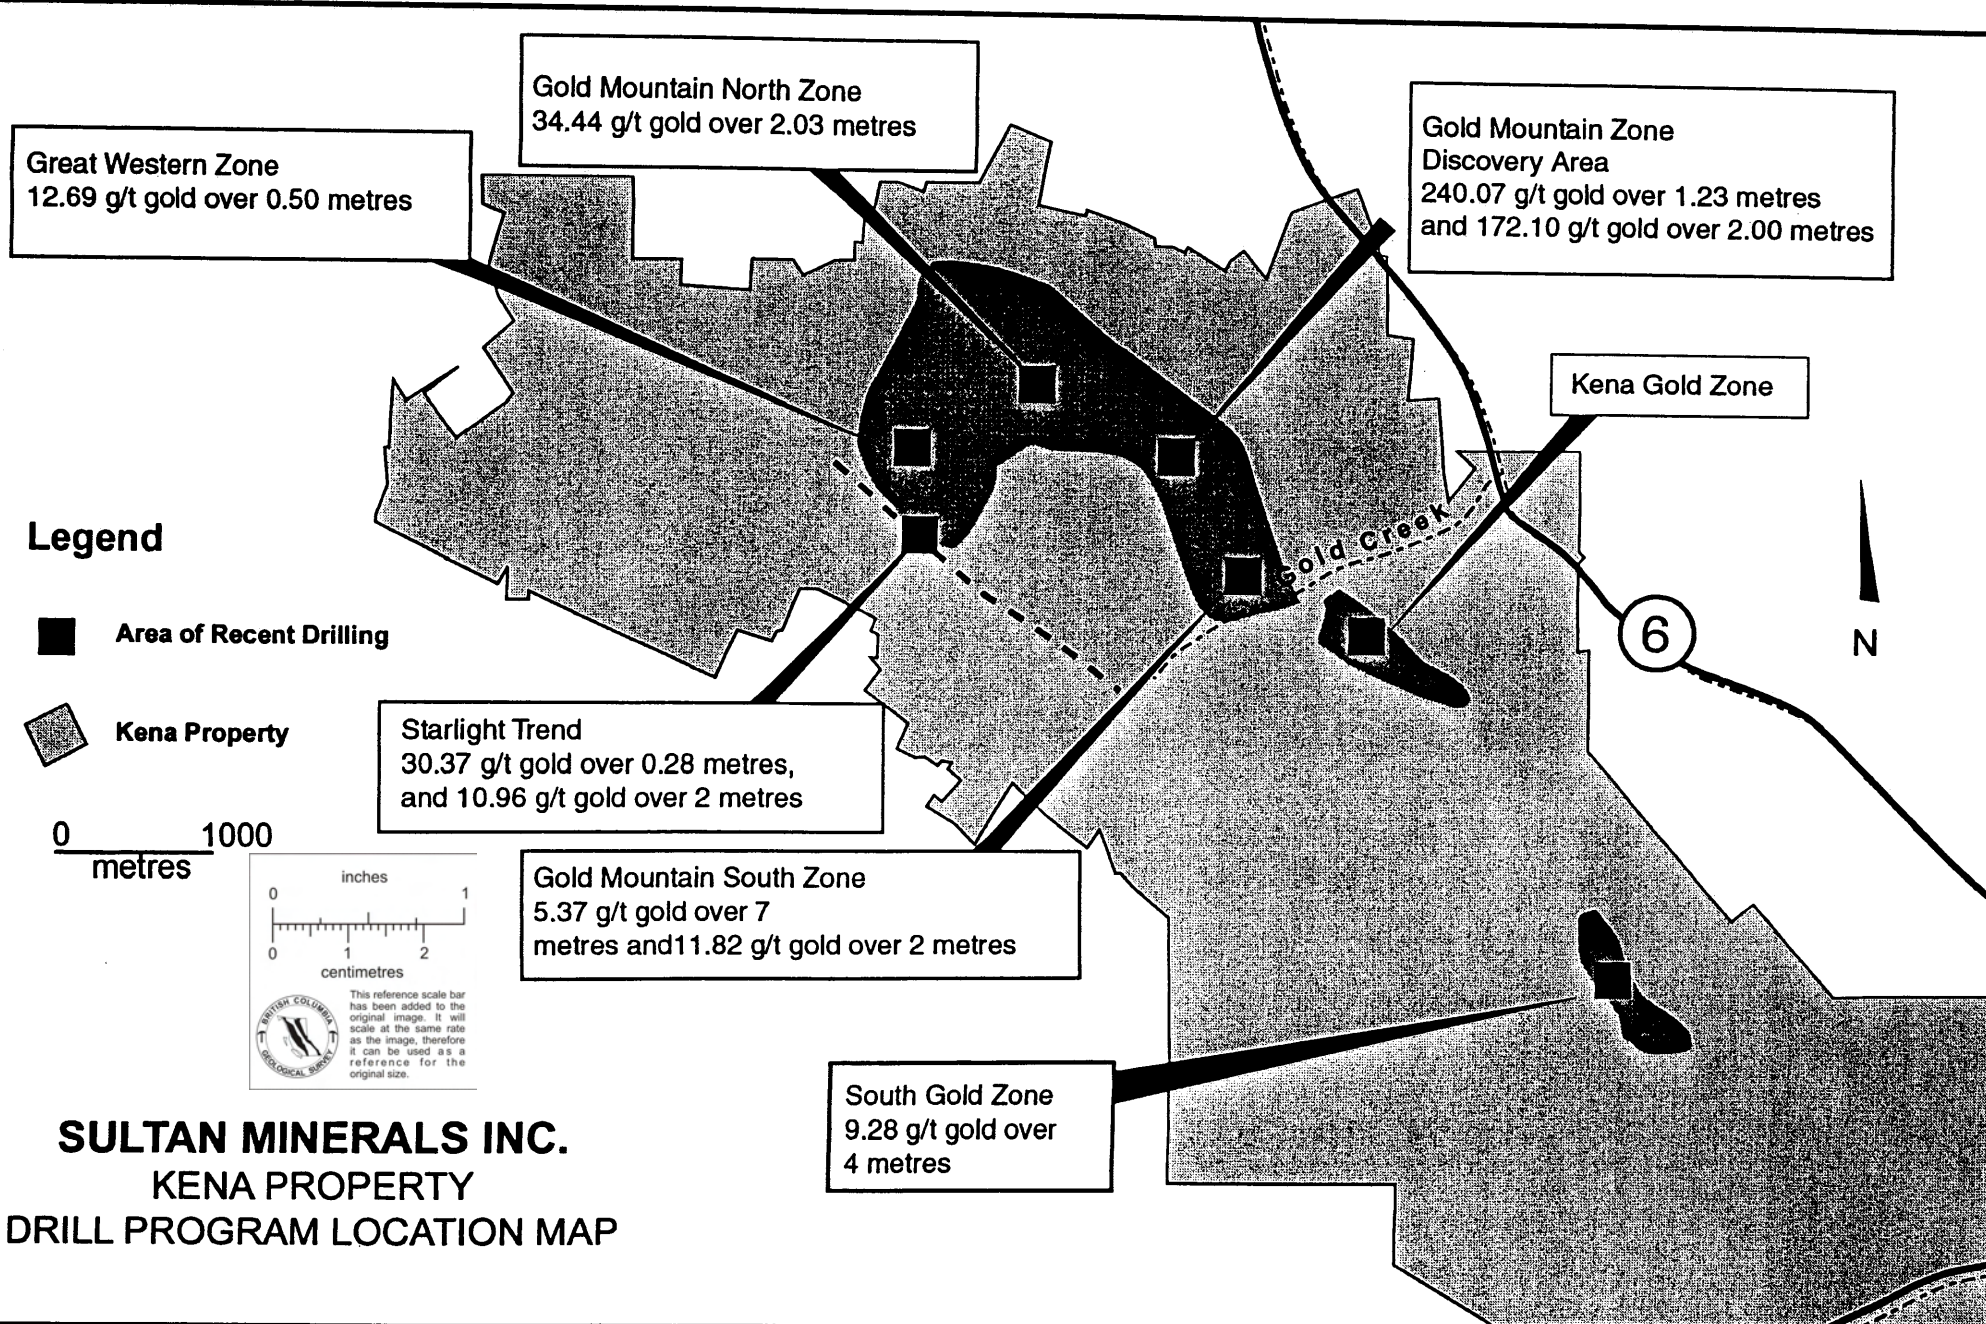 Gold Mountain North Zone
34.44 g/t gold over 2.03 metres
Gold Mountain Zone
Discovery Area
240.07 g/t gold over 1.23 metres
and 172.10 g/t gold over 2.00 metres
Great Western Zone
12.69 g/t gold over 0.50 metres
Kena Gold Zone
Gold Creek
6
N
Legend
Area of Recent Drilling
Kena Property
0 1000
metres
Starlight Trend
30.37 g/t gold over 0.28 metres,
and 10.96 g/t gold over 2 metres
Gold Mountain South Zone
5.37 g/t gold over 7
metres and11.82 g/t gold over 2 metres
South Gold Zone
9.28 g/t gold over
4 metres
inches
0 1
0 1 2
centimetres
BRITISH COLUMBIA
GEOLOGICAL SURVEY
This reference scale bar
has been added to the
original image. It will
scale at the same rate
as the image, therefore
it can be used as a
reference for the
original size.
SULTAN MINERALS INC.
KENA PROPERTY
DRILL PROGRAM LOCATION MAP